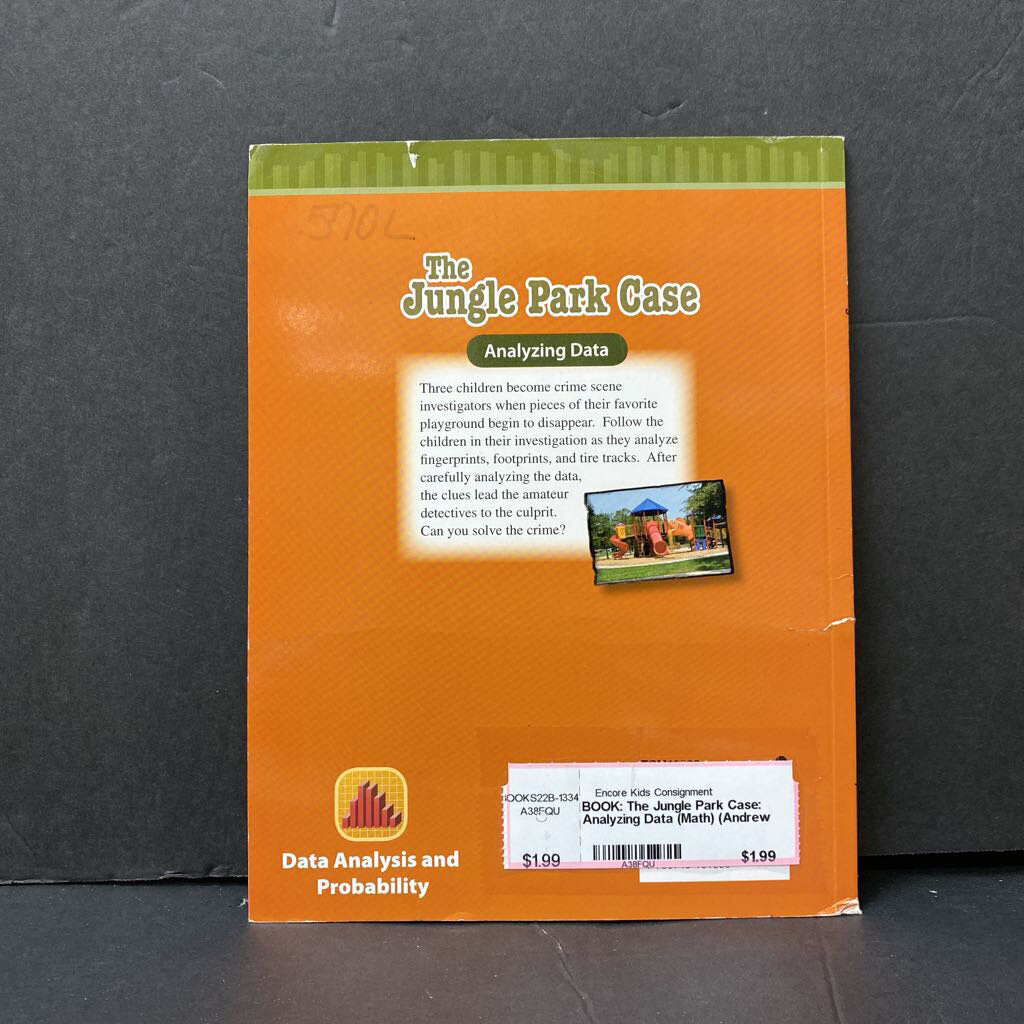 570L
The
Jungle Park Case
Analyzing Data
Three children become crime scene
investigators when pieces of their favorite
playground begin to disappear. Follow the
children in their investigation as they analyze
fingerprints, footprints, and tire tracks. After
carefully analyzing the data,
the clues lead the amateur
detectives to the culprit.
Can you solve the crime?
Data Analysis and
Probability
Encore Kids Consignment
BOOKS22B-1334
A38FQU
BOOK: The Jungle Park Case:
Analyzing Data (Math) (Andrew
$1.99
A38FQU
$1.99